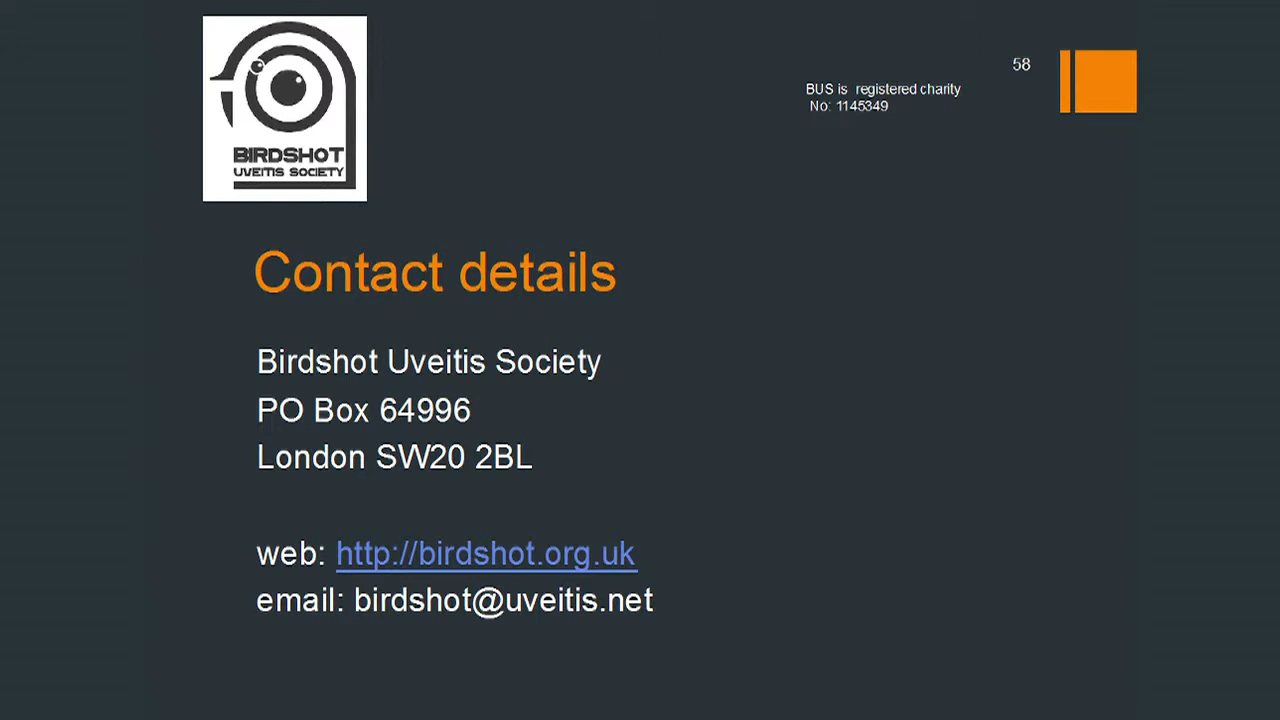 BIRDSHOT
UVEITIS SOCIETY
58
BUS is registered charity
No: 1145349
Contact details
Birdshot Uveitis Society
PO Box 64996
London SW20 2BL
web: http://birdshot.org.uk
email: birdshot@uveitis.net